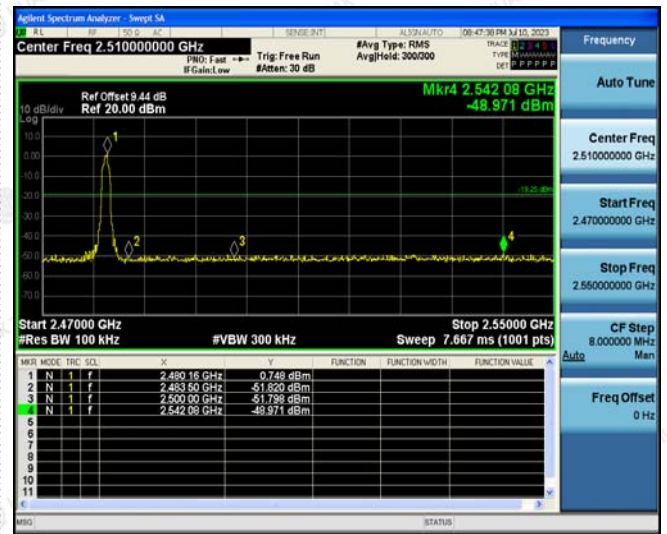 Agilent Spectrum Analyzer - Swept SA
RL RF 50 Ω AC SENSE:INT ALIGNAUTO 08:47:38 PM Jul 10, 2023
Center Freq 2.510000000 GHz
PNO: Fast Trig: Free Run
IFGain:Low #Atten: 30 dB
#Avg Type: RMS
Avg|Hold: 300/300
TRACE 1 2 3 4 5 6
TYPE
DET P P P P P P
Frequency
Mkr4 2.542 08 GHz
-48.971 dBm
Ref Offset 9.44 dB
10 dB/div Ref 20.00 dBm
Log
10.0
0.00
-10.0
-20.0
-30.0
-40.0
-50.0
-60.0
-70.0
1
2
3
4
-19.25 dBm
Start 2.47000 GHz Stop 2.55000 GHz
#Res BW 100 kHz #VBW 300 kHz Sweep 7.667 ms (1001 pts)
MKR MODE TRC SCL X Y FUNCTION FUNCTION WIDTH FUNCTION VALUE
1 N 1 f 2.480 16 GHz 0.748 dBm
2 N 1 f 2.483 50 GHz -51.820 dBm
3 N 1 f 2.500 00 GHz -51.798 dBm
4 N 1 f 2.542 08 GHz -48.971 dBm
5
6
7
8
9
10
11
MSG STATUS
Auto Tune
Center Freq
2.510000000 GHz
Start Freq
2.470000000 GHz
Stop Freq
2.550000000 GHz
CF Step
8.000000 MHz
Auto Man
Freq Offset
0 Hz